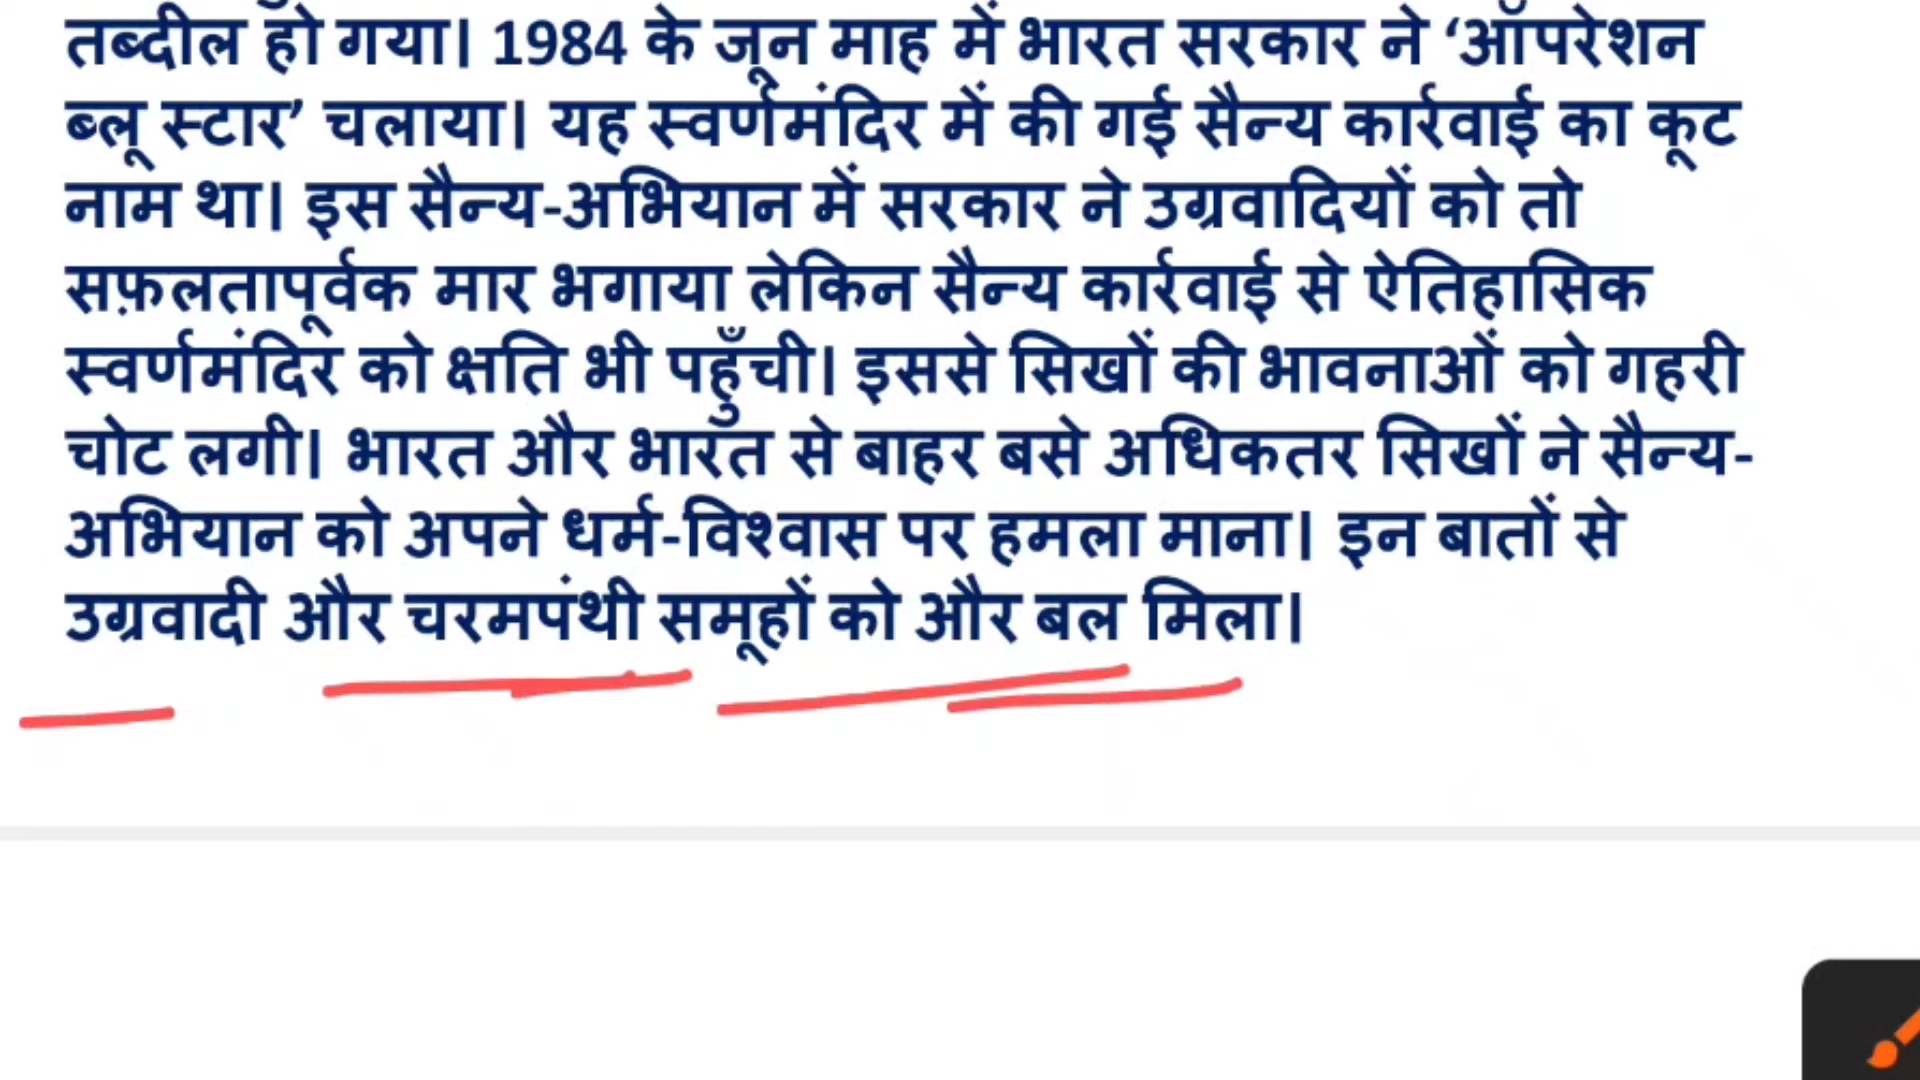 तब्दील हो गया। 1984 के जून माह में भारत सरकार ने ‘ऑपरेशन
ब्लू स्टार’ चलाया। यह स्वर्णमंदिर में की गई सैन्य कार्रवाई का कूट
नाम था। इस सैन्य-अभियान में सरकार ने उग्रवादियों को तो
सफ़लतापूर्वक मार भगाया लेकिन सैन्य कार्रवाई से ऐतिहासिक
स्वर्णमंदिर को क्षति भी पहुँची। इससे सिखों की भावनाओं को गहरी
चोट लगी। भारत और भारत से बाहर बसे अधिकतर सिखों ने सैन्य-
अभियान को अपने धर्म-विश्वास पर हमला माना। इन बातों से
उग्रवादी और चरमपंथी समूहों को और बल मिला।